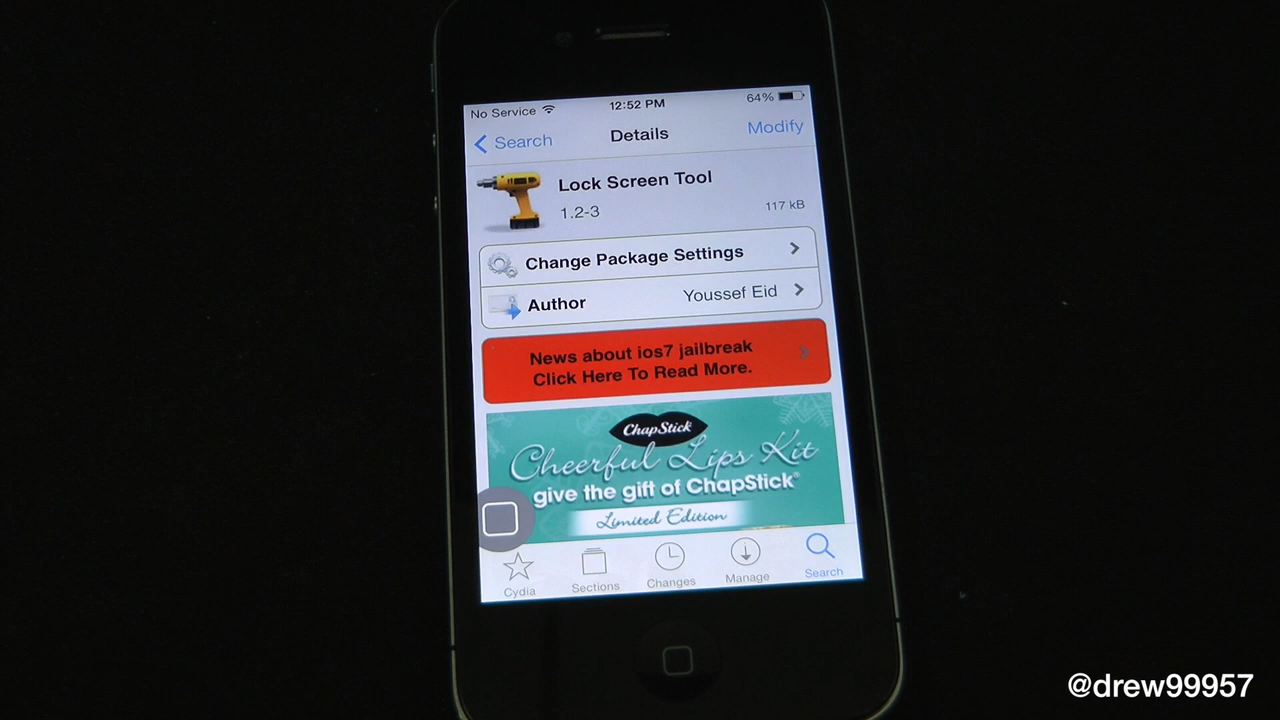 No Service 12:52 PM 64%
Search Details Modify
Lock Screen Tool
1.2-3 117 kB
Change Package Settings
Author Youssef Eid
News about ios7 jailbreak
Click Here To Read More.
ChapStick
Cheerful Lips Kit
give the gift of ChapStick®
Limited Edition
Cydia Sections Changes Manage Search
@drew99957